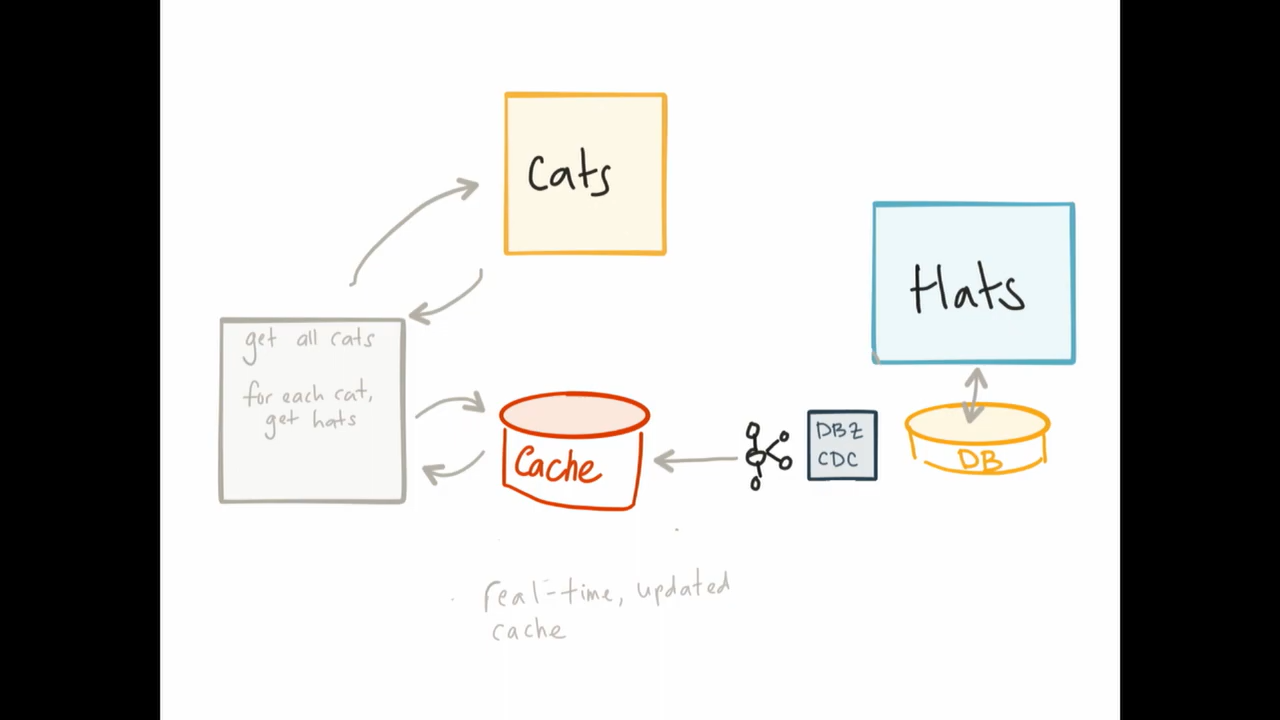 Cats
Hats
get all cats
for each cat,
get hats
Cache
DBZ
CDC
DB
real-time, updated
cache